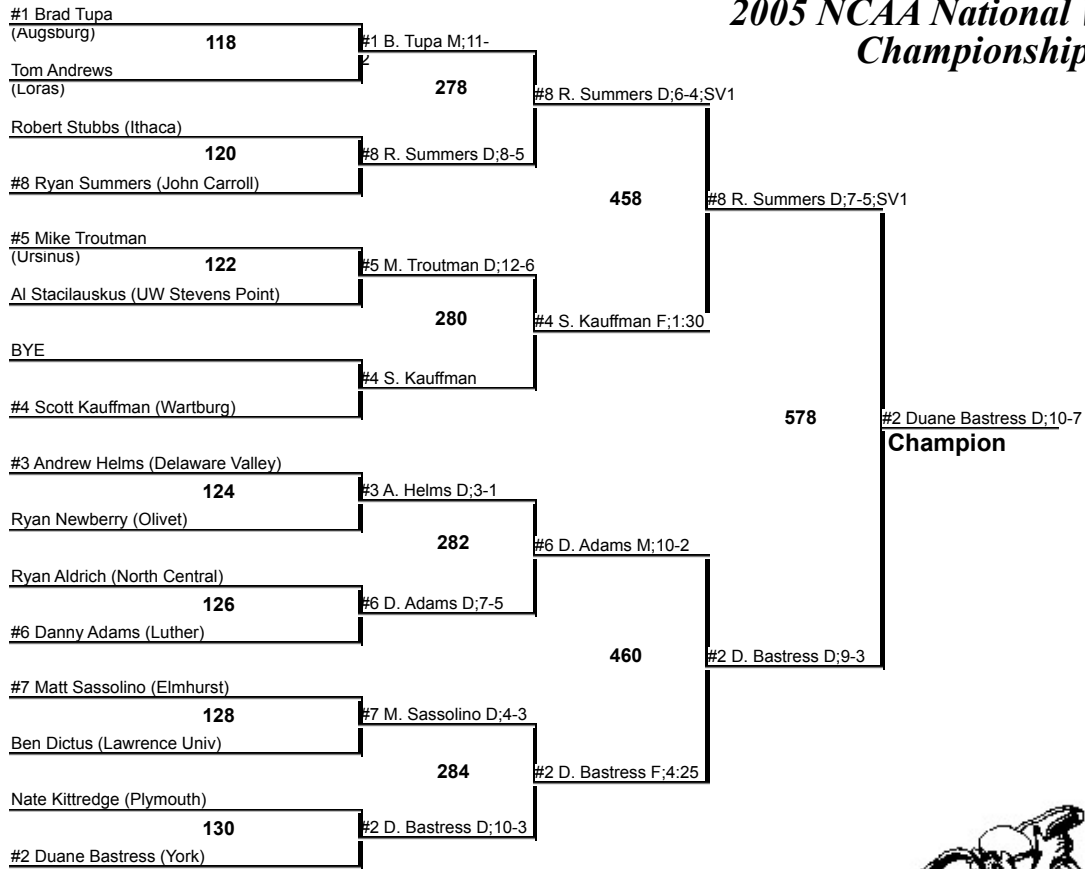 2005 NCAA National
Championship
#1 Brad Tupa
(Augsburg)
118
#1 B. Tupa M;11-
2
Tom Andrews
(Loras)
278
#8 R. Summers D;6-4;SV1
Robert Stubbs (Ithaca)
120
#8 R. Summers D;8-5
#8 Ryan Summers (John Carroll)
458
#8 R. Summers D;7-5;SV1
#5 Mike Troutman
(Ursinus)
122
#5 M. Troutman D;12-6
Al Stacilauskus (UW Stevens Point)
280
#4 S. Kauffman F;1:30
BYE
#4 S. Kauffman
#4 Scott Kauffman (Wartburg)
578
#2 Duane Bastress D;10-7
Champion
#3 Andrew Helms (Delaware Valley)
124
#3 A. Helms D;3-1
Ryan Newberry (Olivet)
282
#6 D. Adams M;10-2
Ryan Aldrich (North Central)
126
#6 D. Adams D;7-5
#6 Danny Adams (Luther)
460
#2 D. Bastress D;9-3
#7 Matt Sassolino (Elmhurst)
128
#7 M. Sassolino D;4-3
Ben Dictus (Lawrence Univ)
284
#2 D. Bastress F;4:25
Nate Kittredge (Plymouth)
130
#2 D. Bastress D;10-3
#2 Duane Bastress (York)